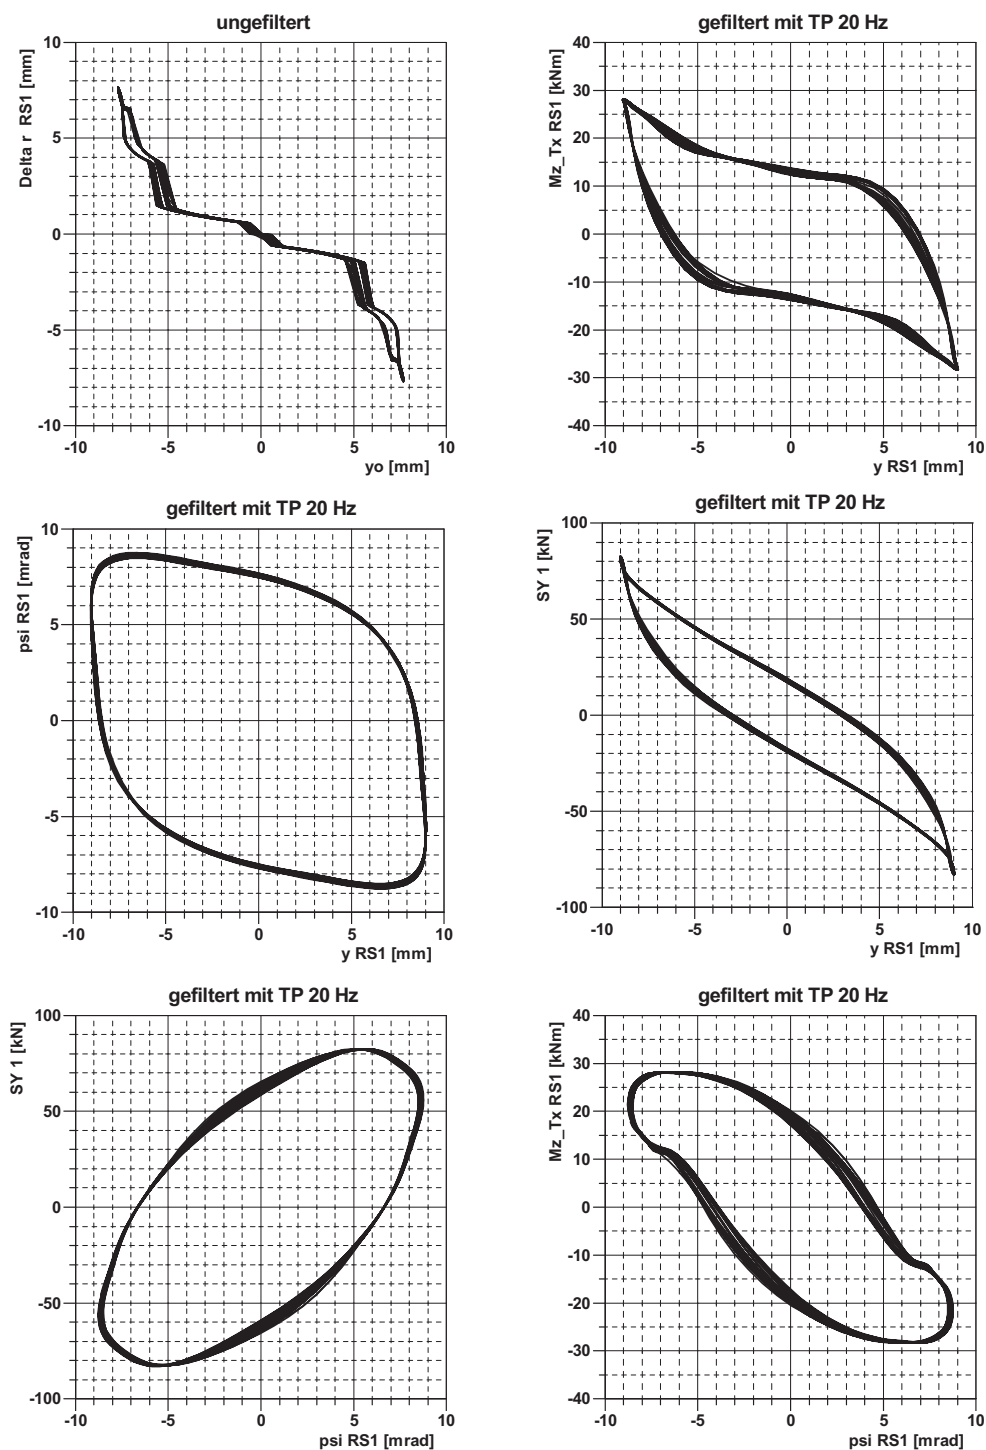 ungefiltert
Delta r RS1 [mm]
10
5
0
-5
-10
-10 -5 0 5 10
yo [mm]
gefiltert mit TP 20 Hz
Mz_Tx RS1 [kNm]
40
30
20
10
0
-10
-20
-30
-40
-10 -5 0 5 10
y RS1 [mm]
gefiltert mit TP 20 Hz
psi RS1 [mrad]
10
5
0
-5
-10
-10 -5 0 5 10
y RS1 [mm]
gefiltert mit TP 20 Hz
SY 1 [kN]
100
50
0
-50
-100
-10 -5 0 5 10
y RS1 [mm]
gefiltert mit TP 20 Hz
SY 1 [kN]
100
50
0
-50
-100
-10 -5 0 5 10
psi RS1 [mrad]
gefiltert mit TP 20 Hz
Mz_Tx RS1 [kNm]
40
30
20
10
0
-10
-20
-30
-40
-10 -5 0 5 10
psi RS1 [mrad]